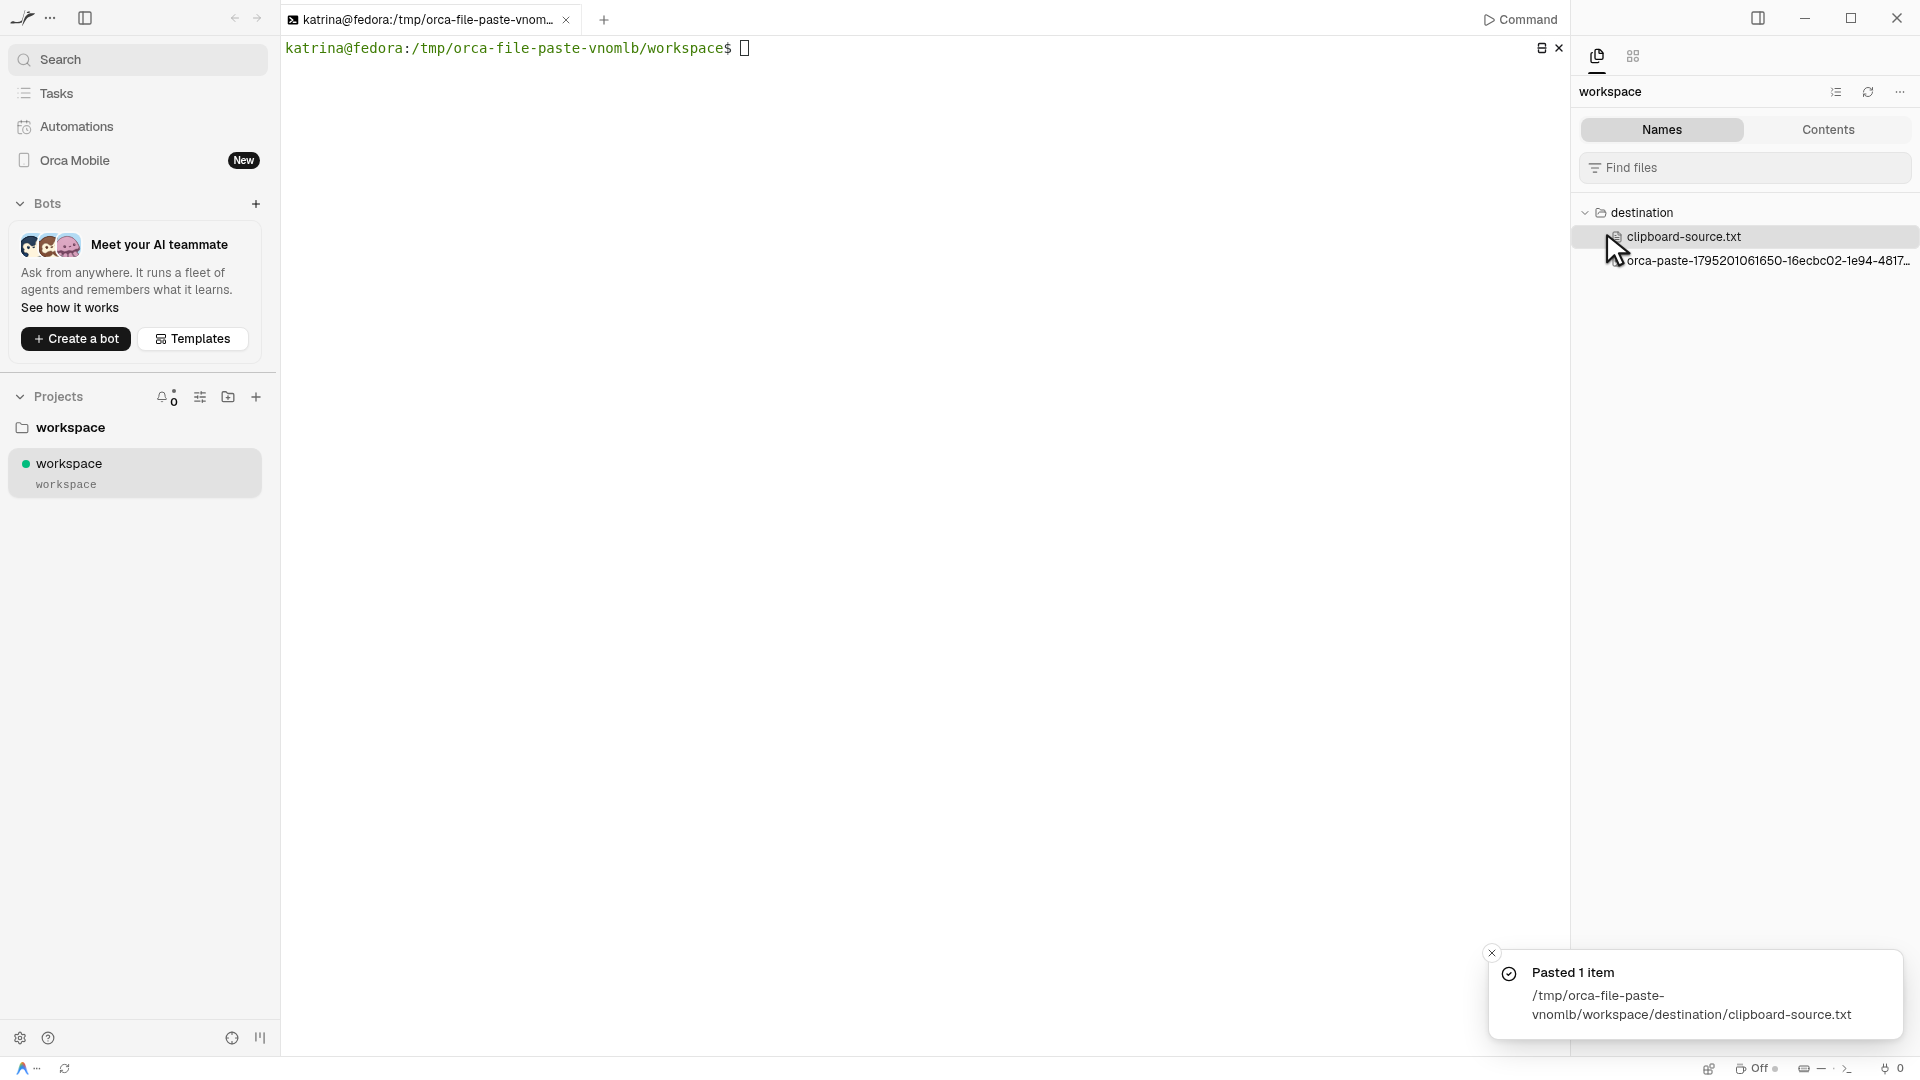 katrina@fedora:/tmp/orca-file-paste-vnom…
Command
Search
Tasks
Automations
Orca Mobile
New
Bots
Meet your AI teammate
Ask from anywhere. It runs a fleet of
agents and remembers what it learns.
See how it works
Create a bot
Templates
Projects
0
workspace
workspace
workspace
katrina@fedora:/tmp/orca-file-paste-vnomlb/workspace$
workspace
Names
Contents
Find files
destination
clipboard-source.txt
orca-paste-1795201061650-16ecbc02-1e94-4817…
Pasted 1 item
/tmp/orca-file-paste-
vnomlb/workspace/destination/clipboard-source.txt
Off
0